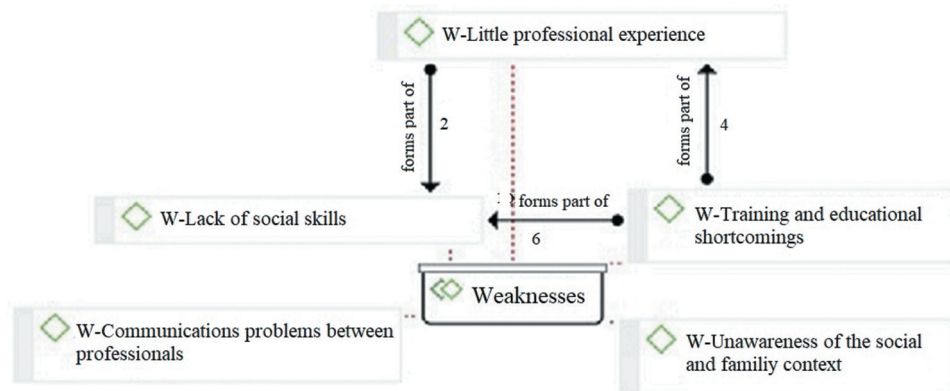 W-Little professional experience
forms part of
2
forms part of
4
W-Lack of social skills
forms part of
6
W-Training and educational
shortcomings
Weaknesses
W-Communications problems between
professionals
W-Unawareness of the social
and familiy context